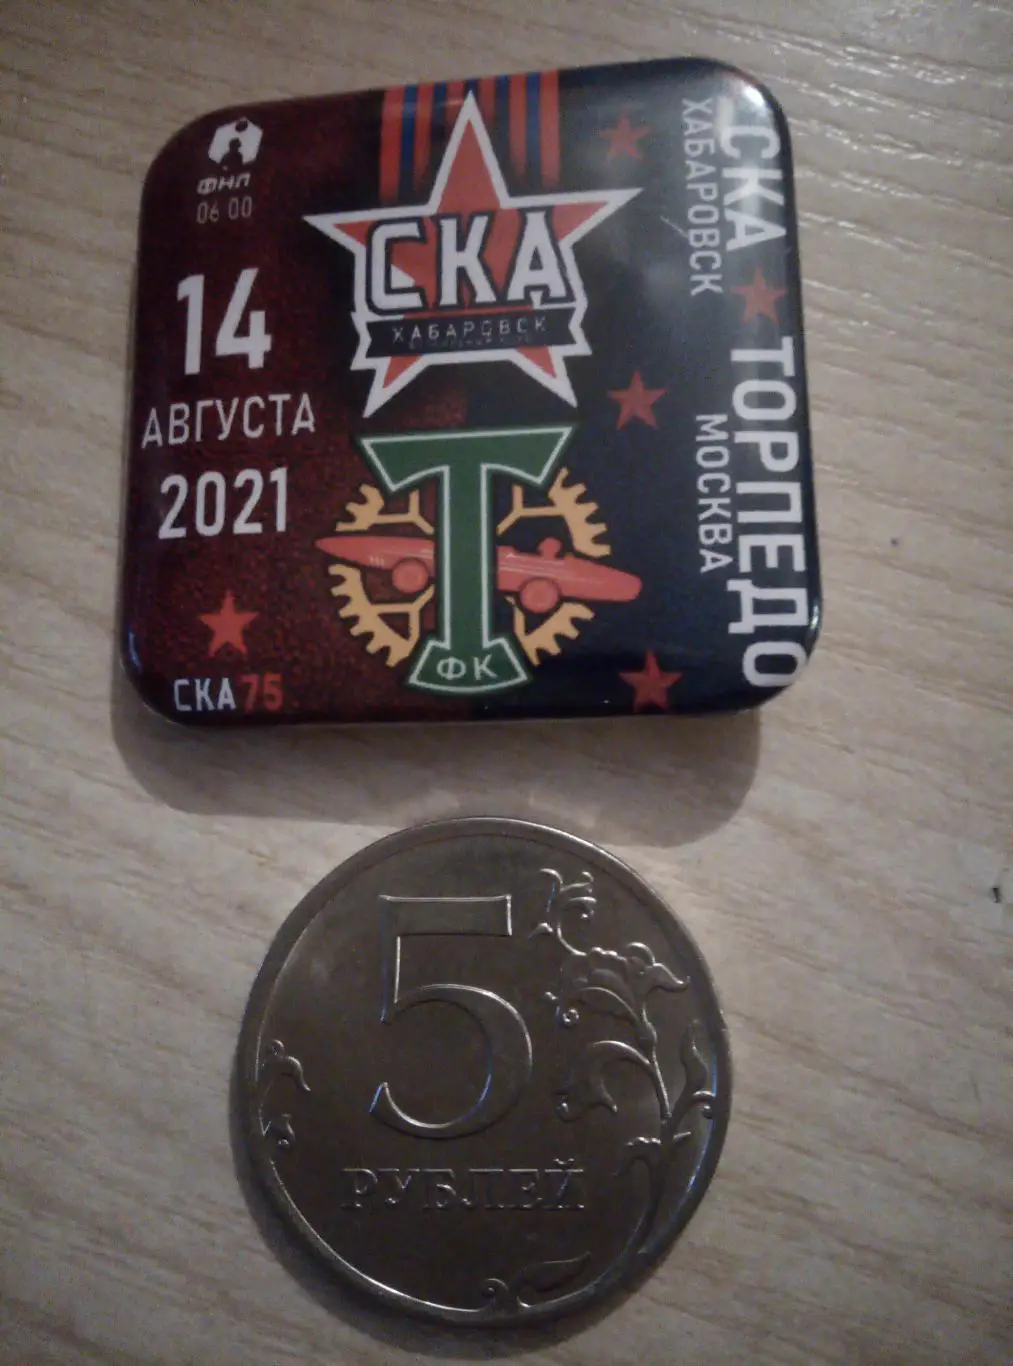 ФНЛ
06 00
14
АВГУСТА
2021
СКА75
СКА
ХАБАРОВСК
ФК
СКА ★ ТОРПЕДО
ХАБАРОВСК МОСКВА
5
РУБЛЕЙ